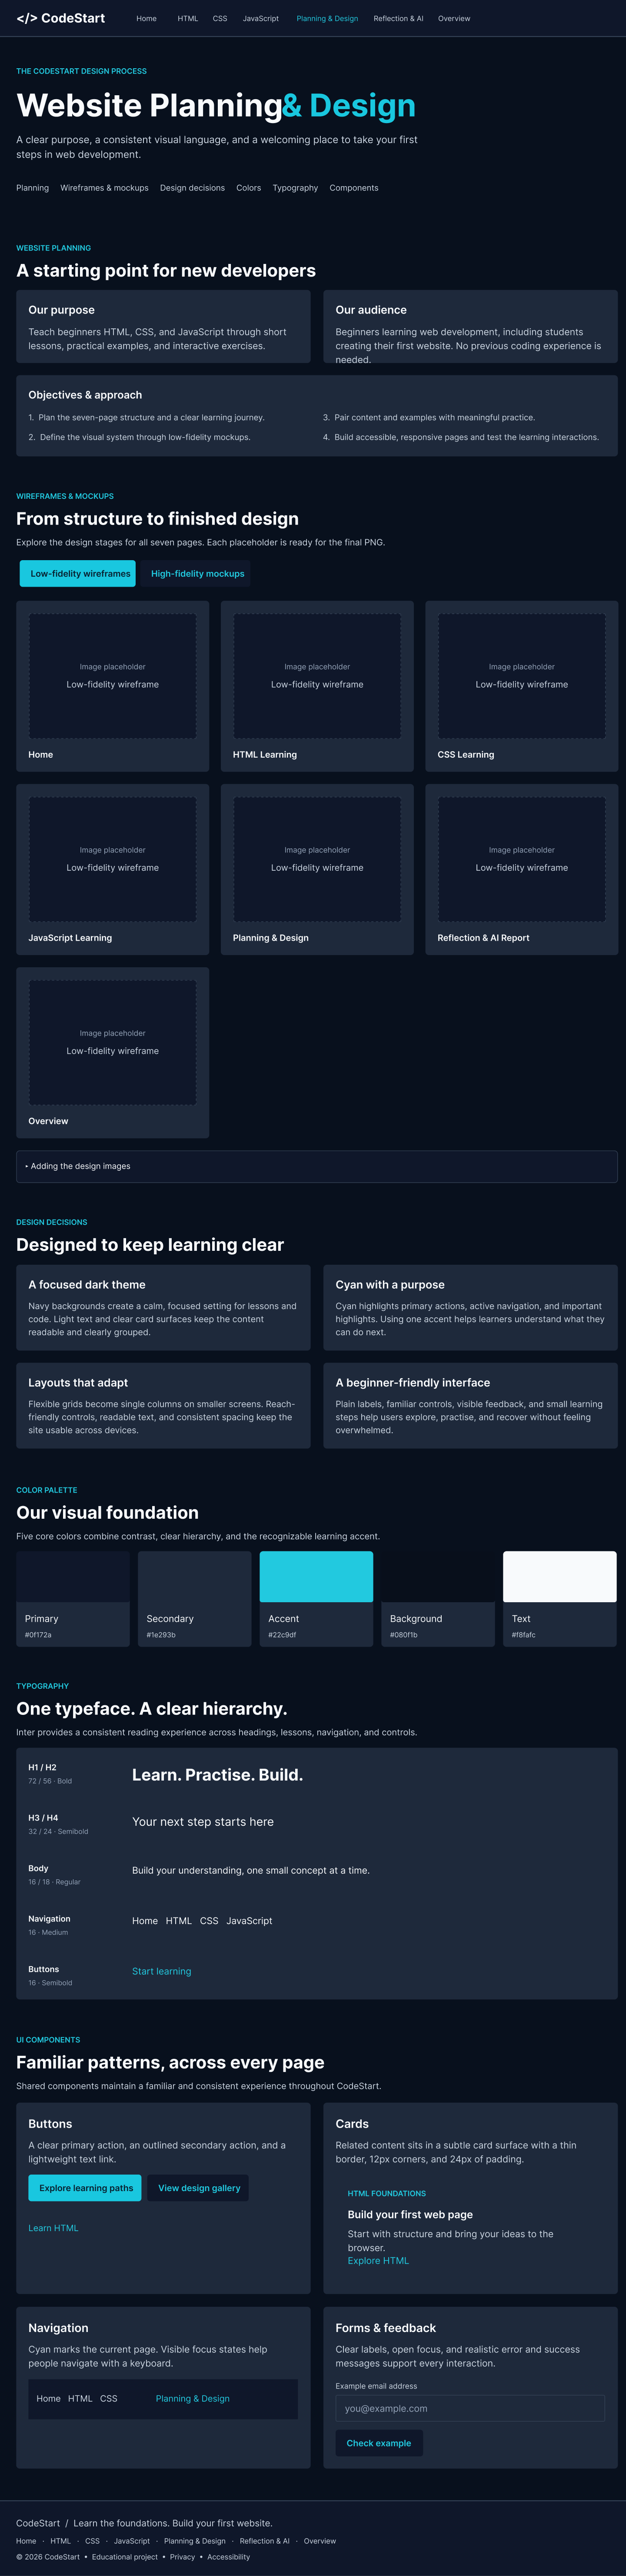 </> CodeStart Home HTML CSS JavaScript Planning & Design Reflection & AI Overview
THE CODESTART DESIGN PROCESS
Website Planning& Design
A clear purpose, a consistent visual language, and a welcoming place to take your first
steps in web development.
Planning Wireframes & mockups Design decisions Colors Typography Components
WEBSITE PLANNING
A starting point for new developers
Our purpose
Teach beginners HTML, CSS, and JavaScript through short
lessons, practical examples, and interactive exercises.
Our audience
Beginners learning web development, including students
creating their first website. No previous coding experience is
needed.
Objectives & approach
1. Plan the seven-page structure and a clear learning journey.
2. Define the visual system through low-fidelity mockups.
3. Pair content and examples with meaningful practice.
4. Build accessible, responsive pages and test the learning interactions.
WIREFRAMES & MOCKUPS
From structure to finished design
Explore the design stages for all seven pages. Each placeholder is ready for the final PNG.
Low-fidelity wireframes High-fidelity mockups
Image placeholder
Low-fidelity wireframe
Home
Image placeholder
Low-fidelity wireframe
HTML Learning
Image placeholder
Low-fidelity wireframe
CSS Learning
Image placeholder
Low-fidelity wireframe
JavaScript Learning
Image placeholder
Low-fidelity wireframe
Planning & Design
Image placeholder
Low-fidelity wireframe
Reflection & AI Report
Image placeholder
Low-fidelity wireframe
Overview
‣ Adding the design images
DESIGN DECISIONS
Designed to keep learning clear
A focused dark theme
Navy backgrounds create a calm, focused setting for lessons and
code. Light text and clear card surfaces keep the content
readable and clearly grouped.
Cyan with a purpose
Cyan highlights primary actions, active navigation, and important
highlights. Using one accent helps learners understand what they
can do next.
Layouts that adapt
Flexible grids become single columns on smaller screens. Reach-
friendly controls, readable text, and consistent spacing keep the
site usable across devices.
A beginner-friendly interface
Plain labels, familiar controls, visible feedback, and small learning
steps help users explore, practise, and recover without feeling
overwhelmed.
COLOR PALETTE
Our visual foundation
Five core colors combine contrast, clear hierarchy, and the recognizable learning accent.
Primary
#0f172a
Secondary
#1e293b
Accent
#22c9df
Background
#080f1b
Text
#f8fafc
TYPOGRAPHY
One typeface. A clear hierarchy.
Inter provides a consistent reading experience across headings, lessons, navigation, and controls.
H1 / H2
72 / 56 · Bold
Learn. Practise. Build.
H3 / H4
32 / 24 · Semibold
Your next step starts here
Body
16 / 18 · Regular
Build your understanding, one small concept at a time.
Navigation
16 · Medium
Home HTML CSS JavaScript
Buttons
16 · Semibold
Start learning
UI COMPONENTS
Familiar patterns, across every page
Shared components maintain a familiar and consistent experience throughout CodeStart.
Buttons
A clear primary action, an outlined secondary action, and a
lightweight text link.
Explore learning paths View design gallery
Learn HTML
Cards
Related content sits in a subtle card surface with a thin
border, 12px corners, and 24px of padding.
HTML FOUNDATIONS
Build your first web page
Start with structure and bring your ideas to the
browser.
Explore HTML
Navigation
Cyan marks the current page. Visible focus states help
people navigate with a keyboard.
Home HTML CSS Planning & Design
Forms & feedback
Clear labels, open focus, and realistic error and success
messages support every interaction.
Example email address
you@example.com
Check example
CodeStart / Learn the foundations. Build your first website.
Home · HTML · CSS · JavaScript · Planning & Design · Reflection & AI · Overview
© 2026 CodeStart • Educational project • Privacy • Accessibility